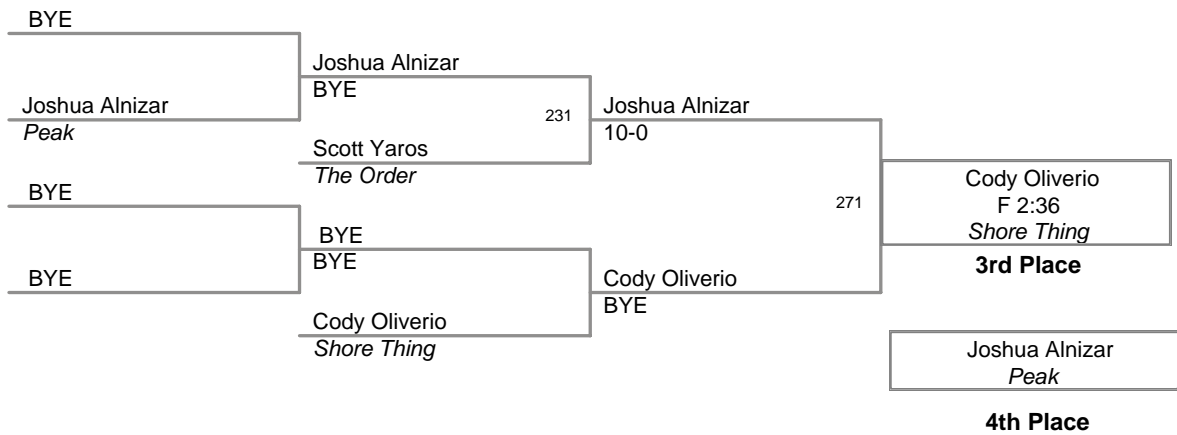 BYE
Joshua Alnizar
Peak
BYE
BYE
Joshua Alnizar
BYE
231
Scott Yaros
The Order
BYE
BYE
Cody Oliverio
Shore Thing
Joshua Alnizar
10-0
271
Cody Oliverio
BYE
Cody Oliverio
F 2:36
Shore Thing
3rd Place
Joshua Alnizar
Peak
4th Place